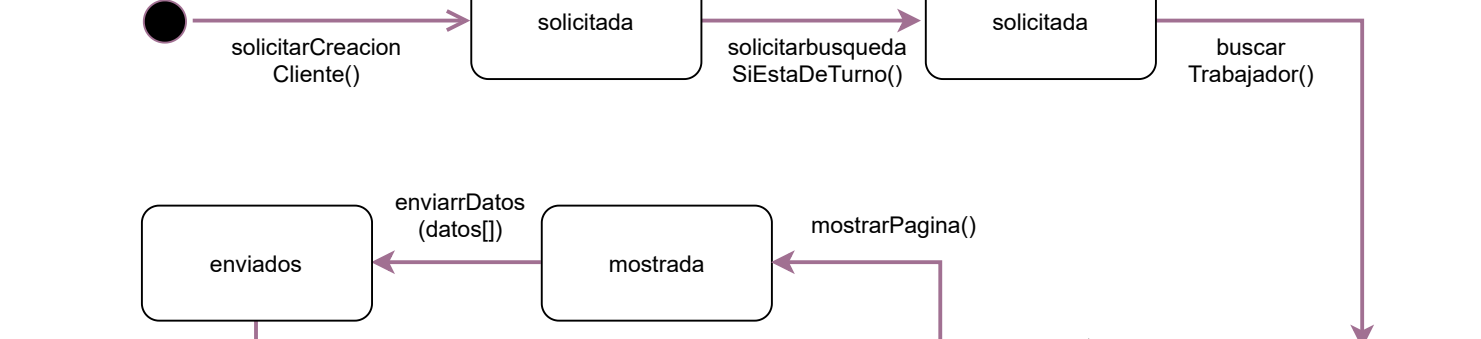 solicitada
solicitada
solicitarCreacion
Cliente()
solicitarbusqueda
SiEstaDeTurno()
buscar
Trabajador()
enviarrDatos
(datos[])
mostrarPagina()
enviados
mostrada